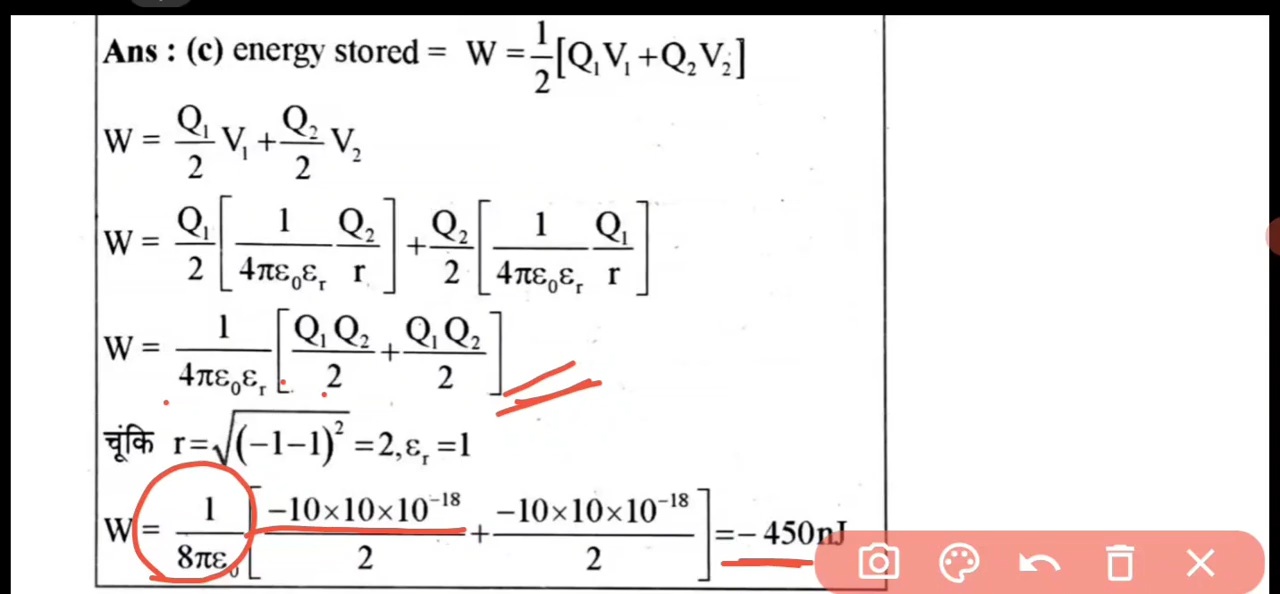 Ans : (c) energy stored = W = 1/2 [Q₁V₁ + Q₂V₂]
W = Q₁/2 V₁ + Q₂/2 V₂
W = Q₁/2 [1/4πε₀εᵣ Q₂/r] + Q₂/2 [1/4πε₀εᵣ Q₁/r]
W = 1/4πε₀εᵣ [Q₁Q₂/2 + Q₁Q₂/2]
चूंकि r = √(−1−1)² = 2, εᵣ = 1
W = 1/8πε₀ [−10×10×10⁻¹⁸/2 + −10×10×10⁻¹⁸/2] = − 450nJ